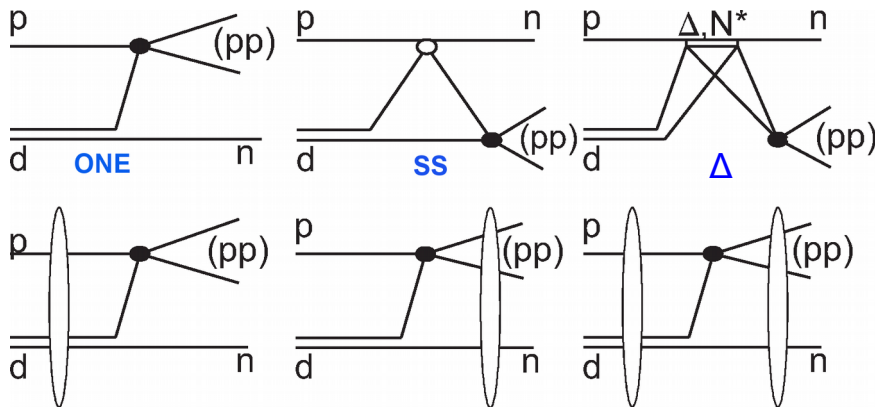 p (pp) d ONE n
p n SS (pp) d
p Δ,N* n (pp) d Δ
p (pp) d n
p (pp) d n
p (pp) d n